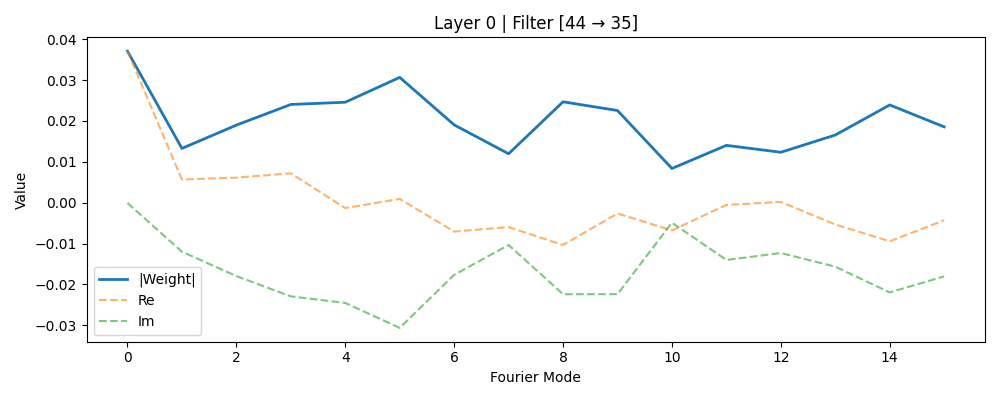 Layer 0 | Filter [44 → 35]
0.04
0.03
0.02
0.01
0.00
−0.01
−0.02
−0.03
Value
|Weight|
Re
Im
0 2 4 6 8 10 12 14
Fourier Mode